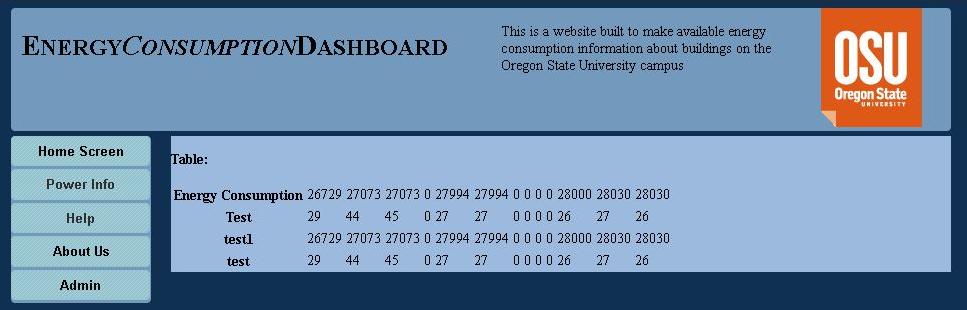 ENERGYCONSUMPTIONDASHBOARD
This is a website built to make available energy
consumption information about buildings on the
Oregon State University campus
OSU
Oregon State
UNIVERSITY
Home Screen
Power Info
Help
About Us
Admin
Table:
Energy Consumption 26729 27073 27073 0 27994 27994 0 0 0 0 28000 28030 28030
Test 29 44 45 0 27 27 0 0 0 0 26 27 26
test1 26729 27073 27073 0 27994 27994 0 0 0 0 28000 28030 28030
test 29 44 45 0 27 27 0 0 0 0 26 27 26